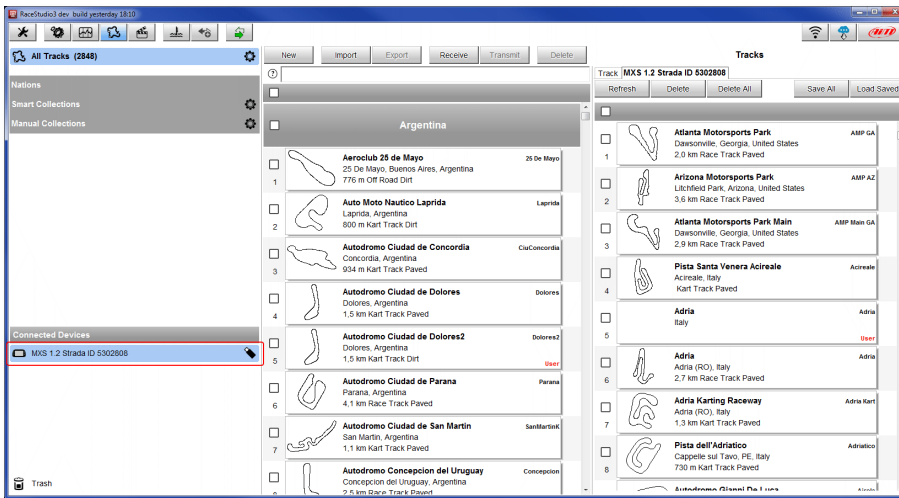 RaceStudio3 dev build yesterday 18:10
AiM
All Tracks (2848)
Nations
Smart Collections
Manual Collections
Connected Devices
MXS 1.2 Strada ID 5302808
Trash
New Import Export Receive Transmit Delete
?
Argentina
Aeroclub 25 de Mayo 25 De Mayo
25 De Mayo, Buenos Aires, Argentina
1 776 m Off Road Dirt
Auto Moto Nautico Laprida Laprida
Laprida, Argentina
2 800 m Kart Track Dirt
Autodromo Ciudad de Concordia CiuConcordia
Concordia, Argentina
3 934 m Kart Track Paved
Autodromo Ciudad de Dolores Dolores
Dolores, Argentina
4 1,5 km Kart Track Paved
Autodromo Ciudad de Dolores2 Dolores2
Dolores, Argentina
5 1,5 km Kart Track Dirt User
Autodromo Ciudad de Parana Parana
Parana, Argentina
6 4,1 km Race Track Paved
Autodromo Ciudad de San Martin SanMartinK
San Martin, Argentina
7 1,1 km Kart Track Paved
Autodromo Concepcion del Uruguay Concepcion
Concepcion del Uruguay, Argentina
8 2,5 km Race Track Paved
Tracks
Track MXS 1.2 Strada ID 5302808
Refresh Delete Delete All Save All Load Saved
Atlanta Motorsports Park AMP GA
Dawsonville, Georgia, United States
1 2,0 km Race Track Paved
Arizona Motorsports Park AMP AZ
Litchfield Park, Arizona, United States
2 3,6 km Race Track Paved
Atlanta Motorsports Park Main AMP Main GA
Dawsonville, Georgia, United States
3 2,9 km Race Track Paved
Pista Santa Venera Acireale Acireale
Acireale, Italy
4 Kart Track Paved
Adria Adria
Italy
5 User
Adria Adria
Adria (RO), Italy
6 2,7 km Race Track Paved
Adria Karting Raceway Adria Kart
Adria (RO), Italy
7 1,3 km Kart Track Paved
Pista dell'Adriatico Adriatico
Cappelle sul Tavo, PE, Italy
8 730 m Kart Track Paved
Autodromo Gianni De Luca Airola